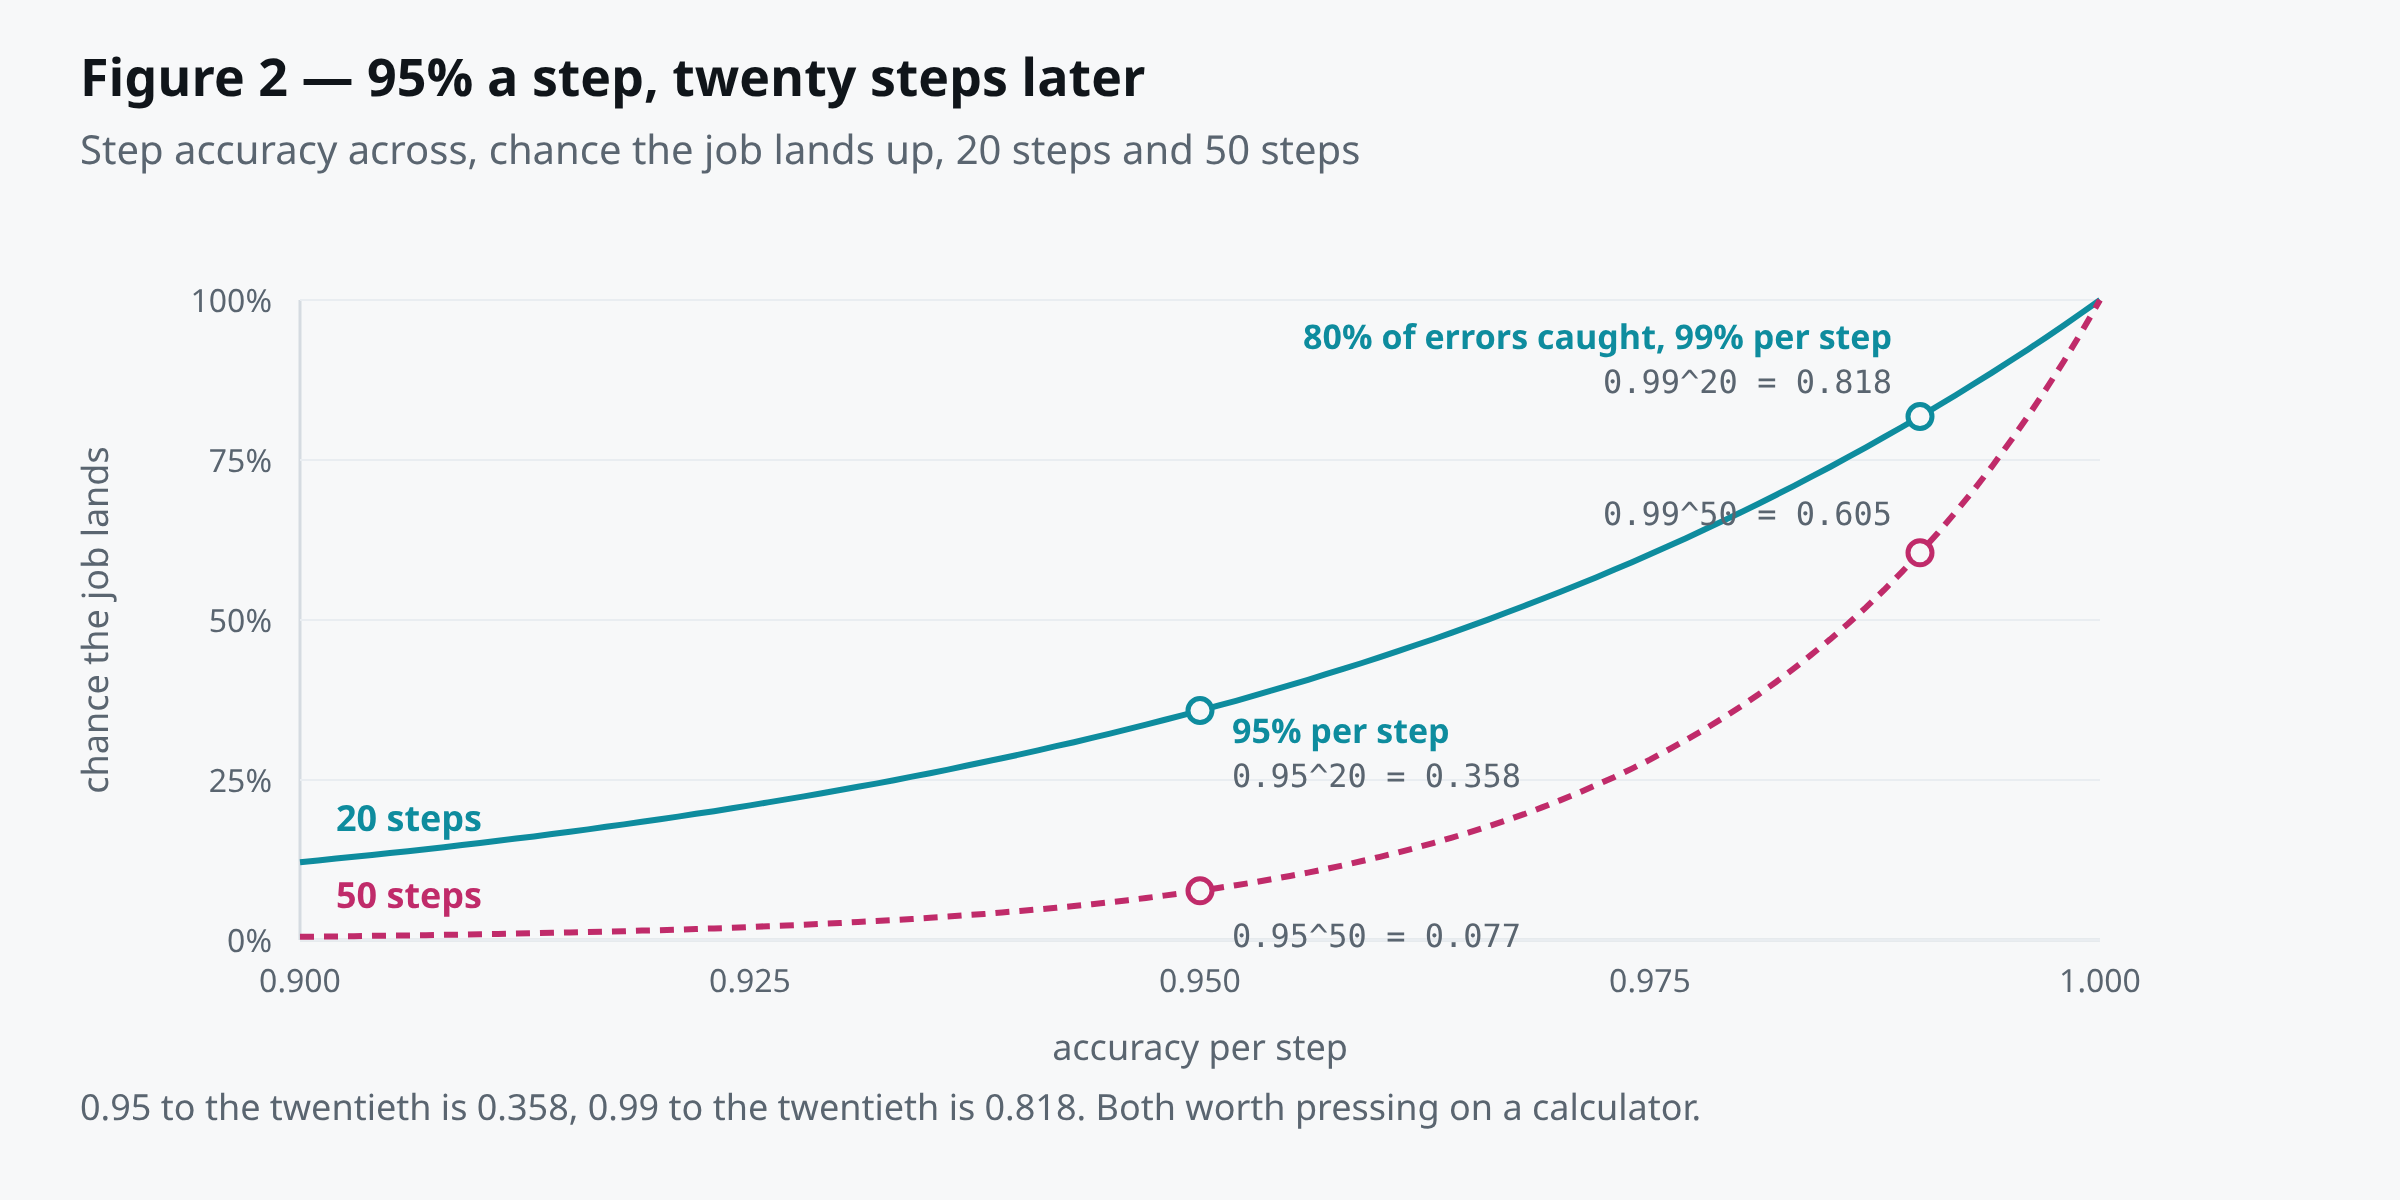 Figure 2 — 95% a step, twenty steps later
Step accuracy across, chance the job lands up, 20 steps and 50 steps
100%
80% of errors caught, 99% per step
0.99^20 = 0.818
75%
0.99^50 = 0.605
chance the job lands
50%
95% per step
0.95^20 = 0.358
25%
20 steps
50 steps
0.95^50 = 0.077
0%
0.900
0.925
0.950
0.975
1.000
accuracy per step
0.95 to the twentieth is 0.358, 0.99 to the twentieth is 0.818. Both worth pressing on a calculator.